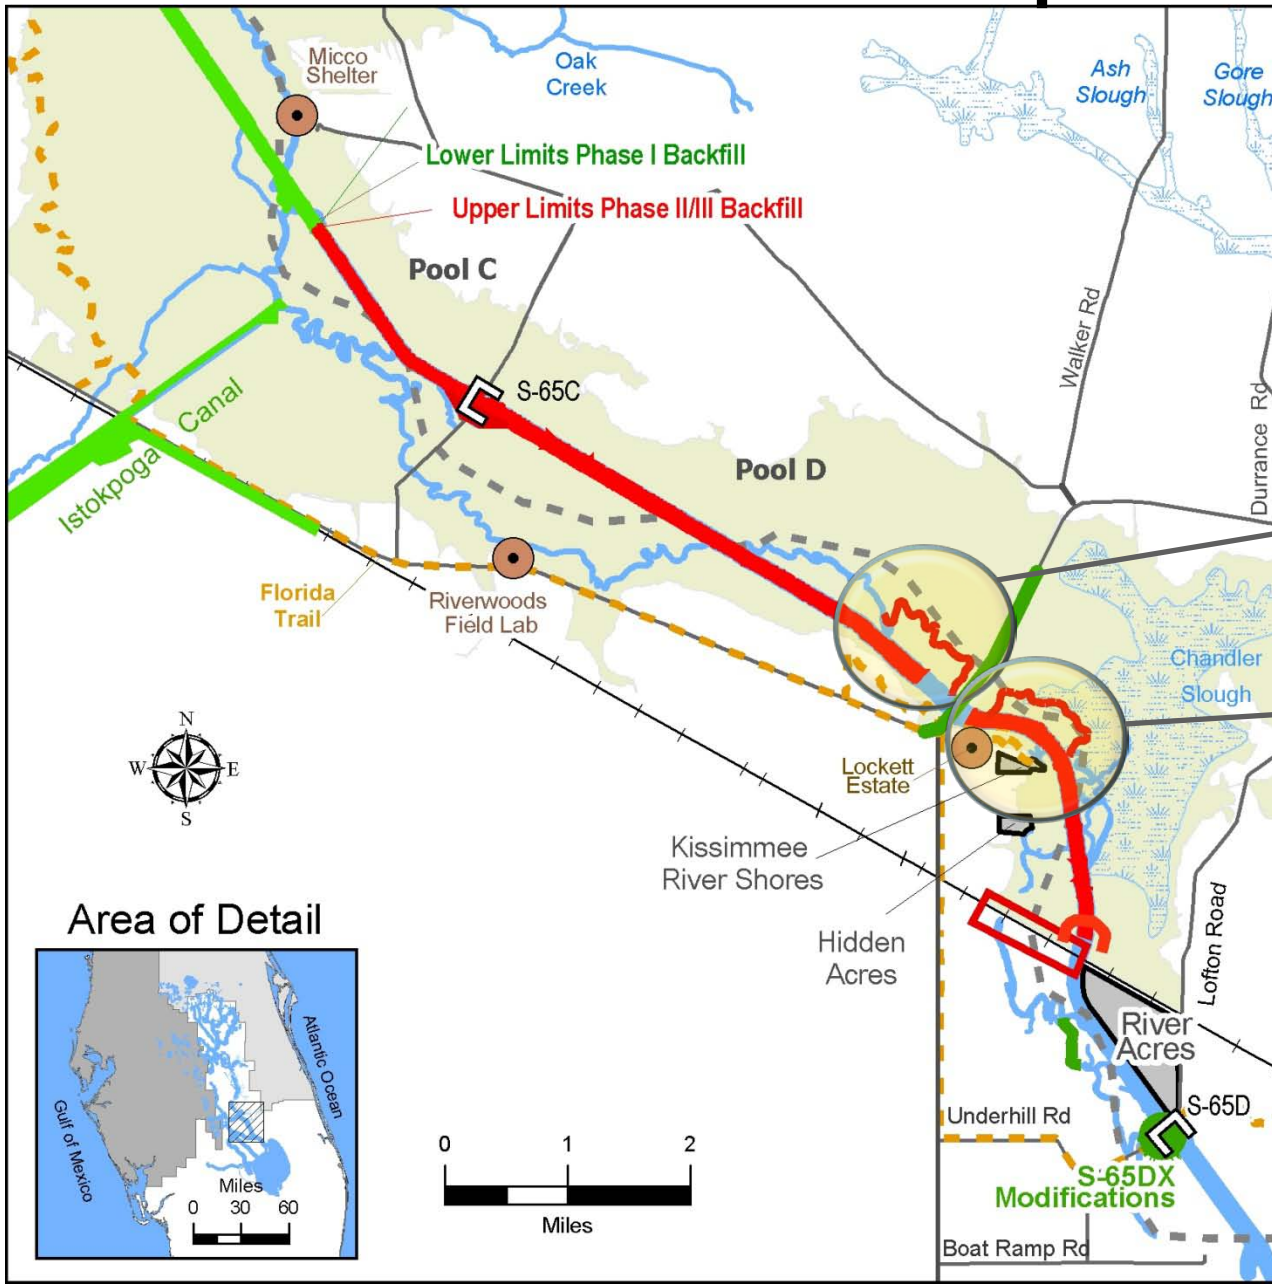 Micco
Shelter
Oak
Creek
Ash
Slough
Gore
Slough
Lower Limits Phase I Backfill
Upper Limits Phase II/III Backfill
Pool C
Walker Rd
Durrance Rd
S-65C
Istokpoga Canal
Pool D
Florida
Trail
Riverwoods
Field Lab
Chandler
Slough
N
W
E
S
Lockett
Estate
Kissimmee
River Shores
Hidden
Acres
Lofton Road
River
Acres
S-65D
Underhill Rd
S-65DX
Modifications
Boat Ramp Rd
Area of Detail
Atlantic Ocean
Gulf of Mexico
Miles
0 30 60
0 1 2
Miles